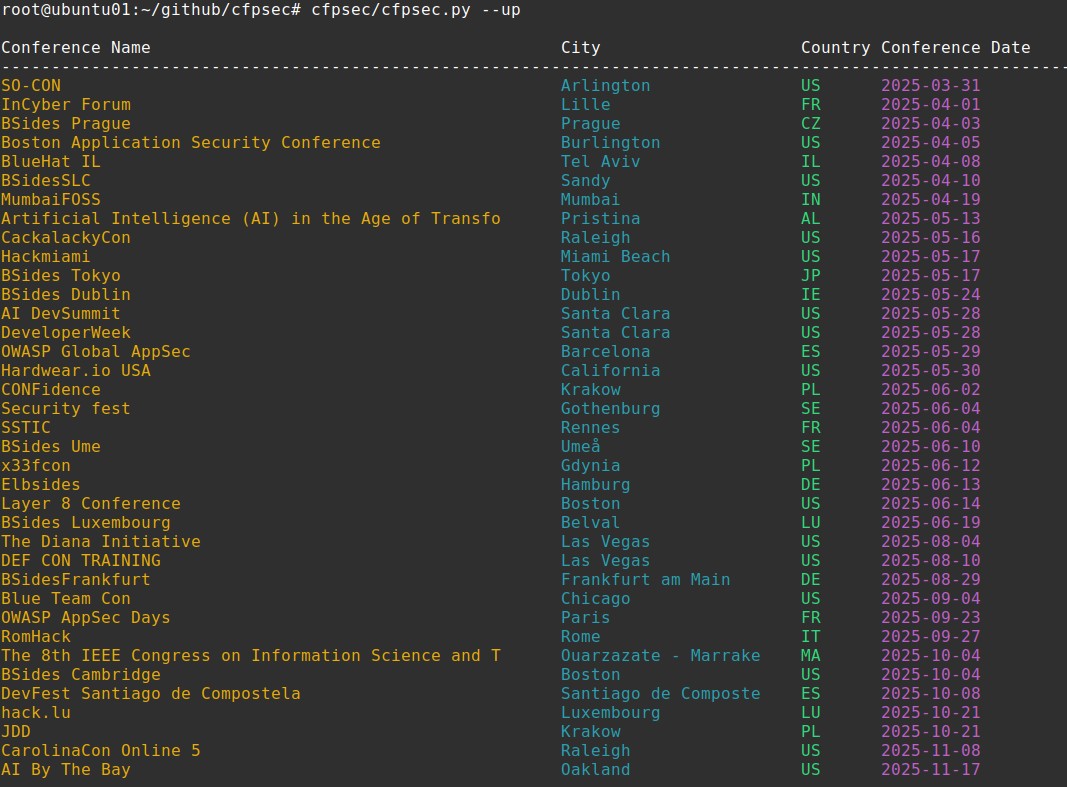 root@ubuntu01:~/github/cfpsec# cfpsec/cfpsec.py --up
Conference Name City Country Conference Date
-----------------------------------------------------------------------------------------------------------
SO-CON Arlington US 2025-03-31
InCyber Forum Lille FR 2025-04-01
BSides Prague Prague CZ 2025-04-03
Boston Application Security Conference Burlington US 2025-04-05
BlueHat IL Tel Aviv IL 2025-04-08
BSidesSLC Sandy US 2025-04-10
MumbaiFOSS Mumbai IN 2025-04-19
Artificial Intelligence (AI) in the Age of Transfo Pristina AL 2025-05-13
CackalackyCon Raleigh US 2025-05-16
Hackmiami Miami Beach US 2025-05-17
BSides Tokyo Tokyo JP 2025-05-17
BSides Dublin Dublin IE 2025-05-24
AI DevSummit Santa Clara US 2025-05-28
DeveloperWeek Santa Clara US 2025-05-28
OWASP Global AppSec Barcelona ES 2025-05-29
Hardwear.io USA California US 2025-05-30
CONFidence Krakow PL 2025-06-02
Security fest Gothenburg SE 2025-06-04
SSTIC Rennes FR 2025-06-04
BSides Ume Umeå SE 2025-06-10
x33fcon Gdynia PL 2025-06-12
Elbsides Hamburg DE 2025-06-13
Layer 8 Conference Boston US 2025-06-14
BSides Luxembourg Belval LU 2025-06-19
The Diana Initiative Las Vegas US 2025-08-04
DEF CON TRAINING Las Vegas US 2025-08-10
BSidesFrankfurt Frankfurt am Main DE 2025-08-29
Blue Team Con Chicago US 2025-09-04
OWASP AppSec Days Paris FR 2025-09-23
RomHack Rome IT 2025-09-27
The 8th IEEE Congress on Information Science and T Ouarzazate - Marrake MA 2025-10-04
BSides Cambridge Boston US 2025-10-04
DevFest Santiago de Compostela Santiago de Composte ES 2025-10-08
hack.lu Luxembourg LU 2025-10-21
JDD Krakow PL 2025-10-21
CarolinaCon Online 5 Raleigh US 2025-11-08
AI By The Bay Oakland US 2025-11-17